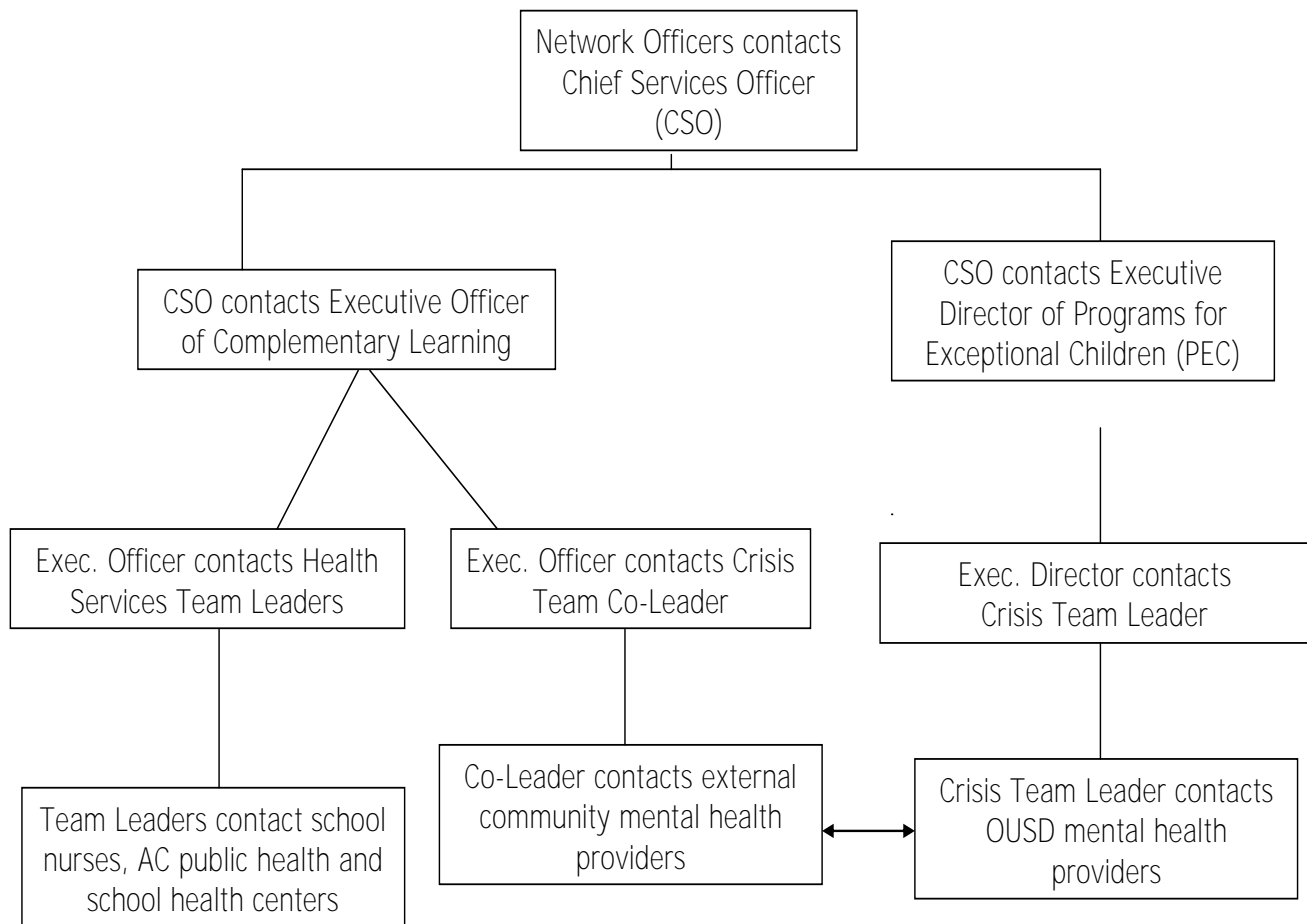 Network Officers contacts
Chief Services Officer
(CSO)
CSO contacts Executive Officer
of Complementary Learning
CSO contacts Executive
Director of Programs for
Exceptional Children (PEC)
Exec. Officer contacts Health
Services Team Leaders
Exec. Officer contacts Crisis
Team Co-Leader
Exec. Director contacts
Crisis Team Leader
Team Leaders contact school
nurses, AC public health and
school health centers
Co-Leader contacts external
community mental health
providers
Crisis Team Leader contacts
OUSD mental health
providers